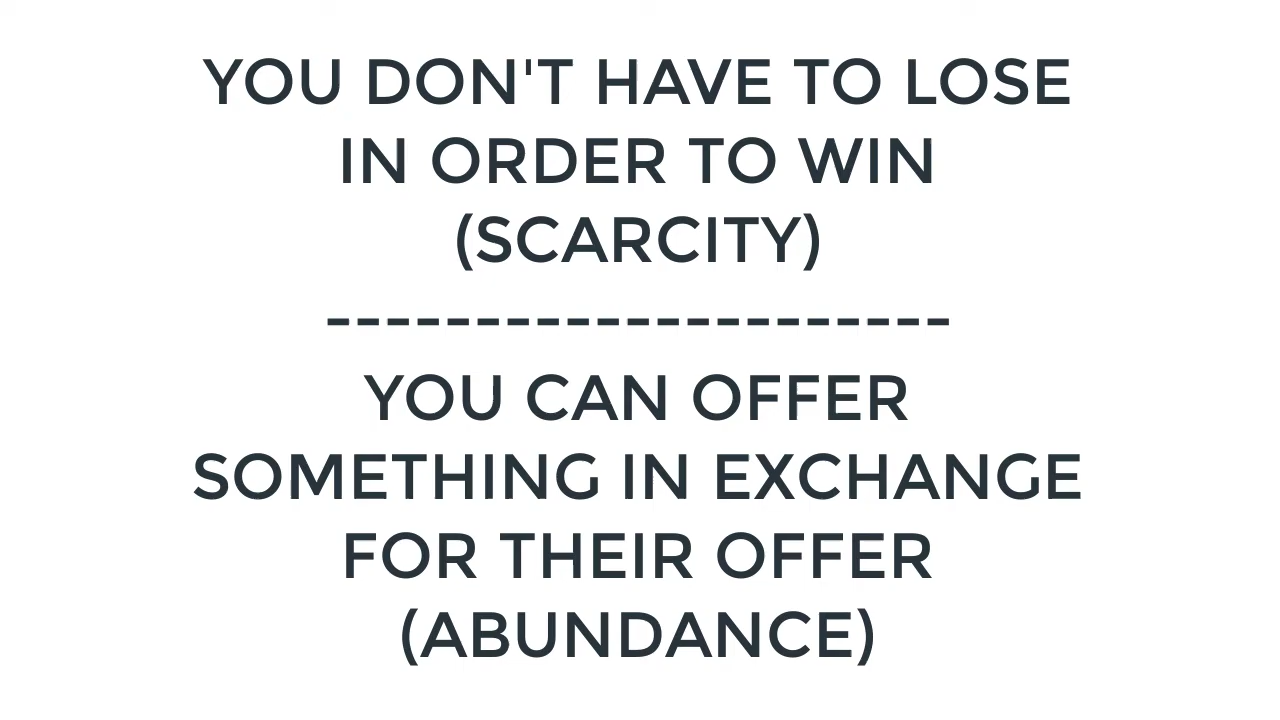 YOU DON'T HAVE TO LOSE
IN ORDER TO WIN
(SCARCITY)
---------------------
YOU CAN OFFER
SOMETHING IN EXCHANGE
FOR THEIR OFFER
(ABUNDANCE)